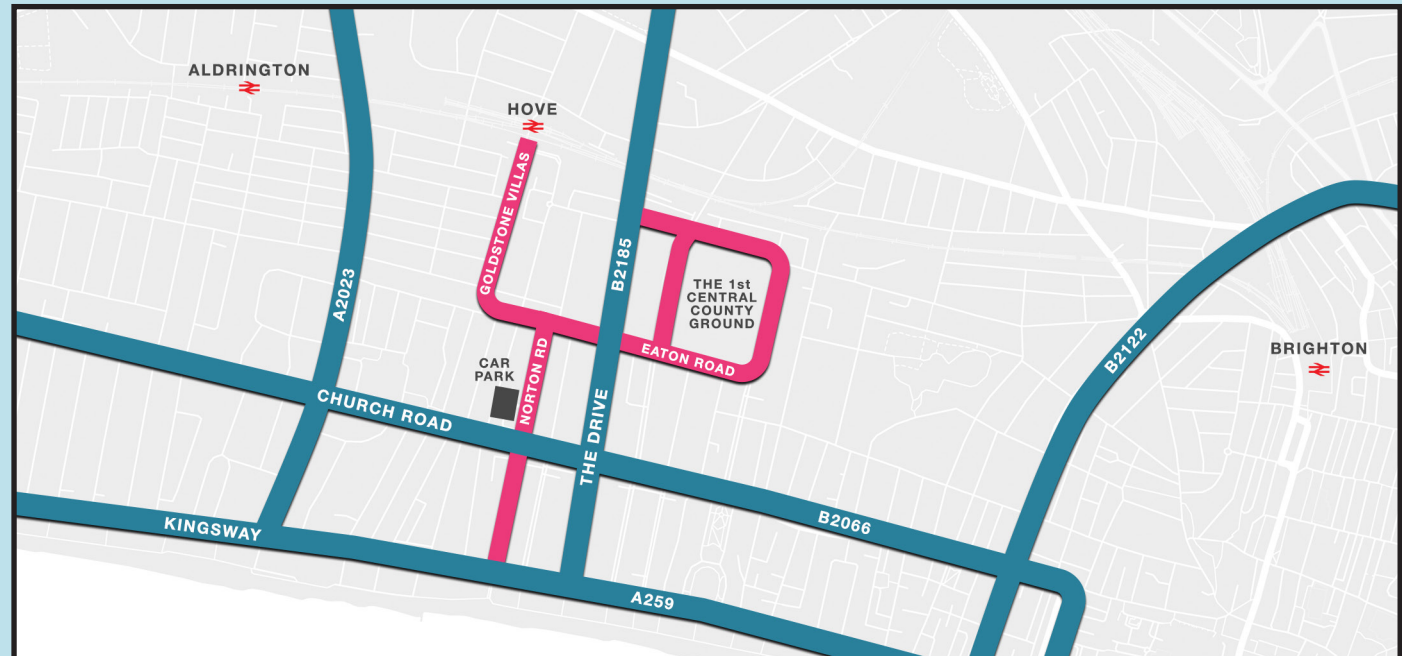 ALDRINGTON
HOVE
GOLDSTONE VILLAS
B2185
A2023
THE 1st
CENTRAL
COUNTY
GROUND
EATON ROAD
B2122
BRIGHTON
CAR
PARK
NORTON RD
CHURCH ROAD
THE DRIVE
B2066
KINGSWAY
A259